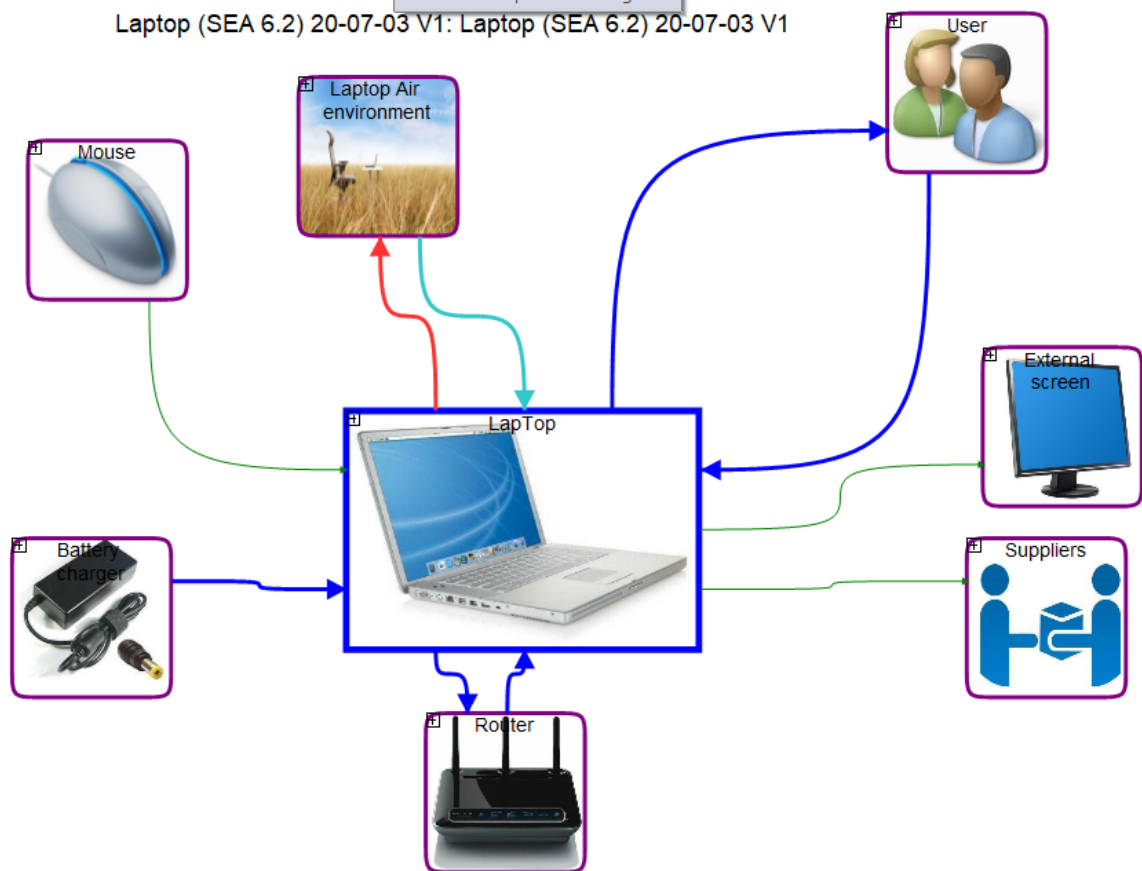 Laptop (SEA 6.2) 20-07-03 V1: Laptop (SEA 6.2) 20-07-03 V1
User
Laptop Air
environment
Mouse
External
screen
LapTop
Battery
charger
Suppliers
Router